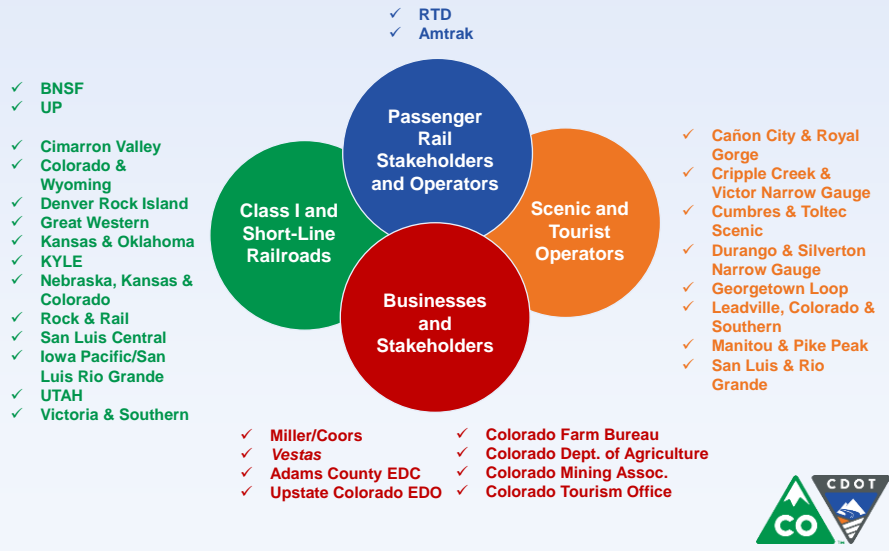 ✓ RTD
✓ Amtrak
✓ BNSF
✓ UP
✓ Cimarron Valley
✓ Colorado &
Wyoming
✓ Denver Rock Island
✓ Great Western
✓ Kansas & Oklahoma
✓ KYLE
✓ Nebraska, Kansas &
Colorado
✓ Rock & Rail
✓ San Luis Central
✓ Iowa Pacific/San
Luis Rio Grande
✓ UTAH
✓ Victoria & Southern
Passenger
Rail
Stakeholders
and Operators
Class I and
Short-Line
Railroads
Scenic and
Tourist
Operators
Businesses
and
Stakeholders
✓ Cañon City & Royal
Gorge
✓ Cripple Creek &
Victor Narrow Gauge
✓ Cumbres & Toltec
Scenic
✓ Durango & Silverton
Narrow Gauge
✓ Georgetown Loop
✓ Leadville, Colorado &
Southern
✓ Manitou & Pike Peak
✓ San Luis & Rio
Grande
✓ Miller/Coors
✓ Vestas
✓ Adams County EDC
✓ Upstate Colorado EDO
✓ Colorado Farm Bureau
✓ Colorado Dept. of Agriculture
✓ Colorado Mining Assoc.
✓ Colorado Tourism Office
CO
CDOT